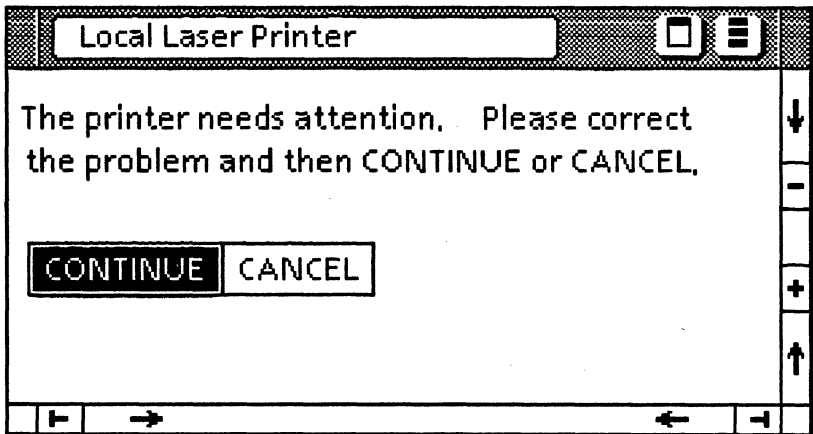 Local Laser Printer
The printer needs attention. Please correct
the problem and then CONTINUE or CANCEL.
CONTINUE CANCEL